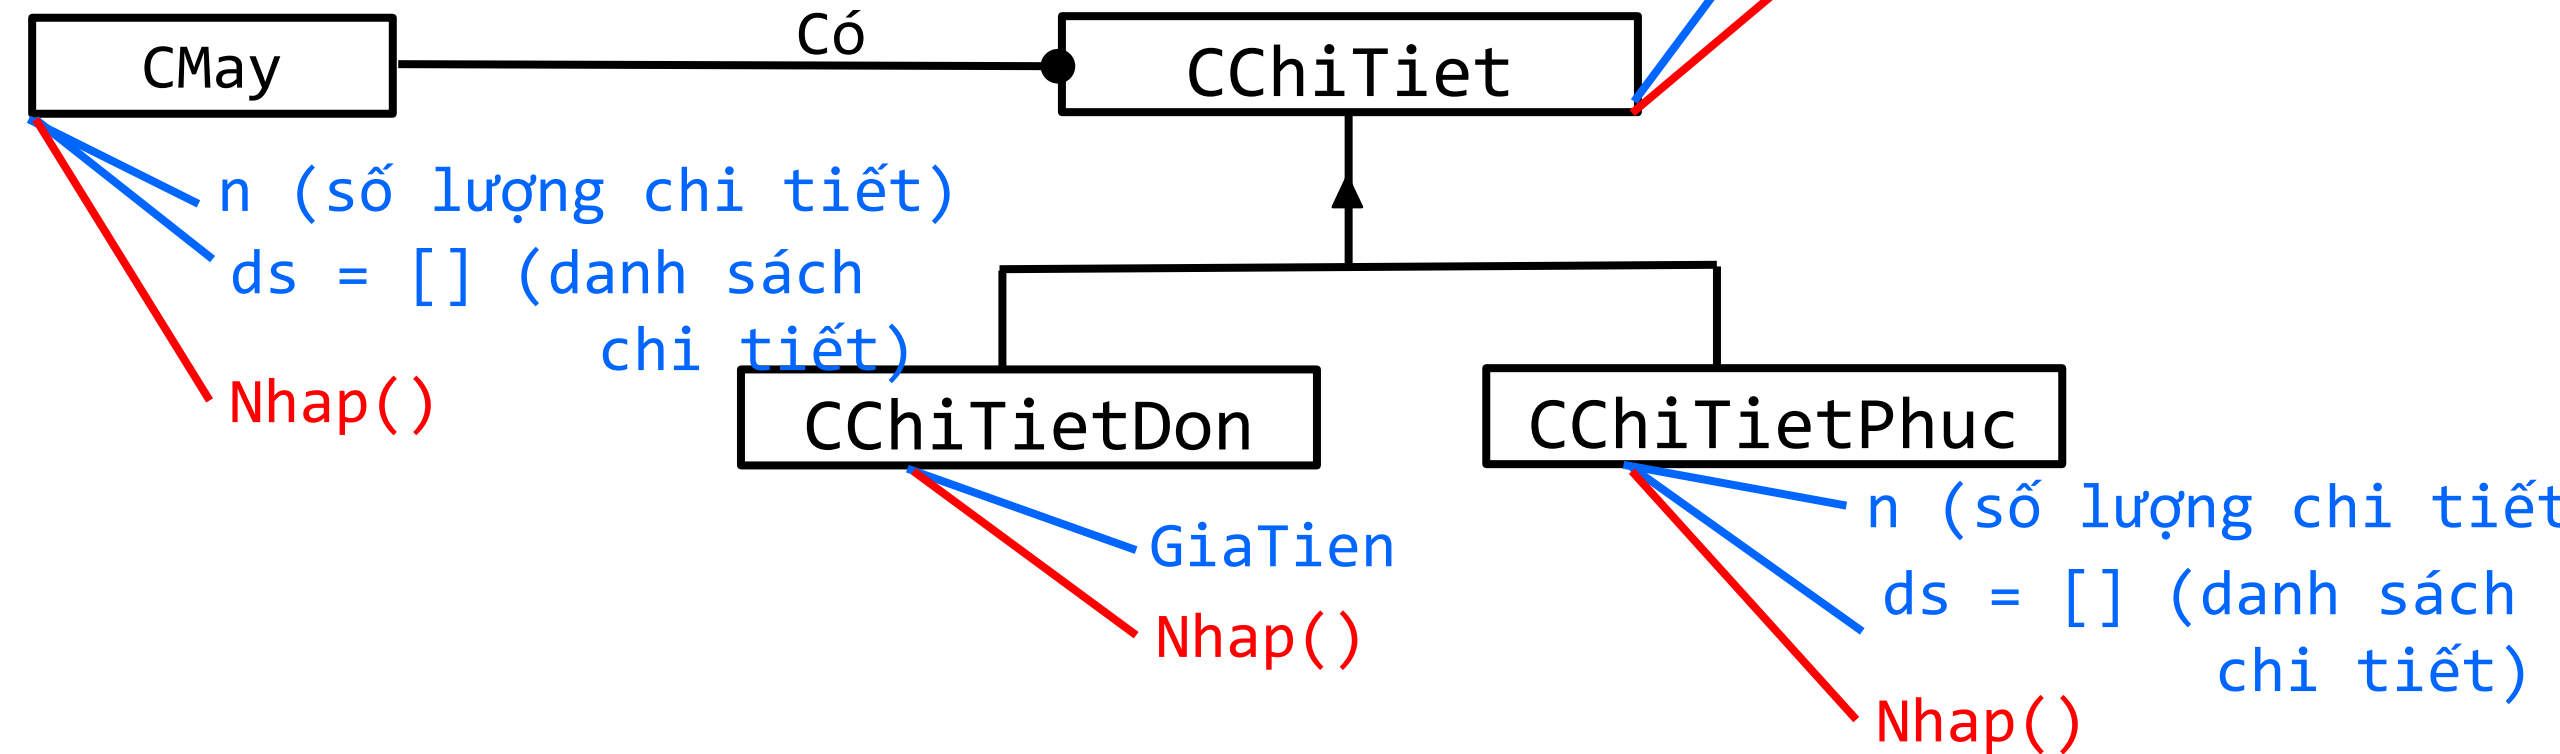 CMay
Có
CChiTiet
n (số lượng chi tiết)
ds = [] (danh sách
chi tiết)
Nhap()
CChiTietDon
CChiTietPhuc
GiaTien
Nhap()
n (số lượng chi tiết
ds = [] (danh sách
chi tiết)
Nhap()